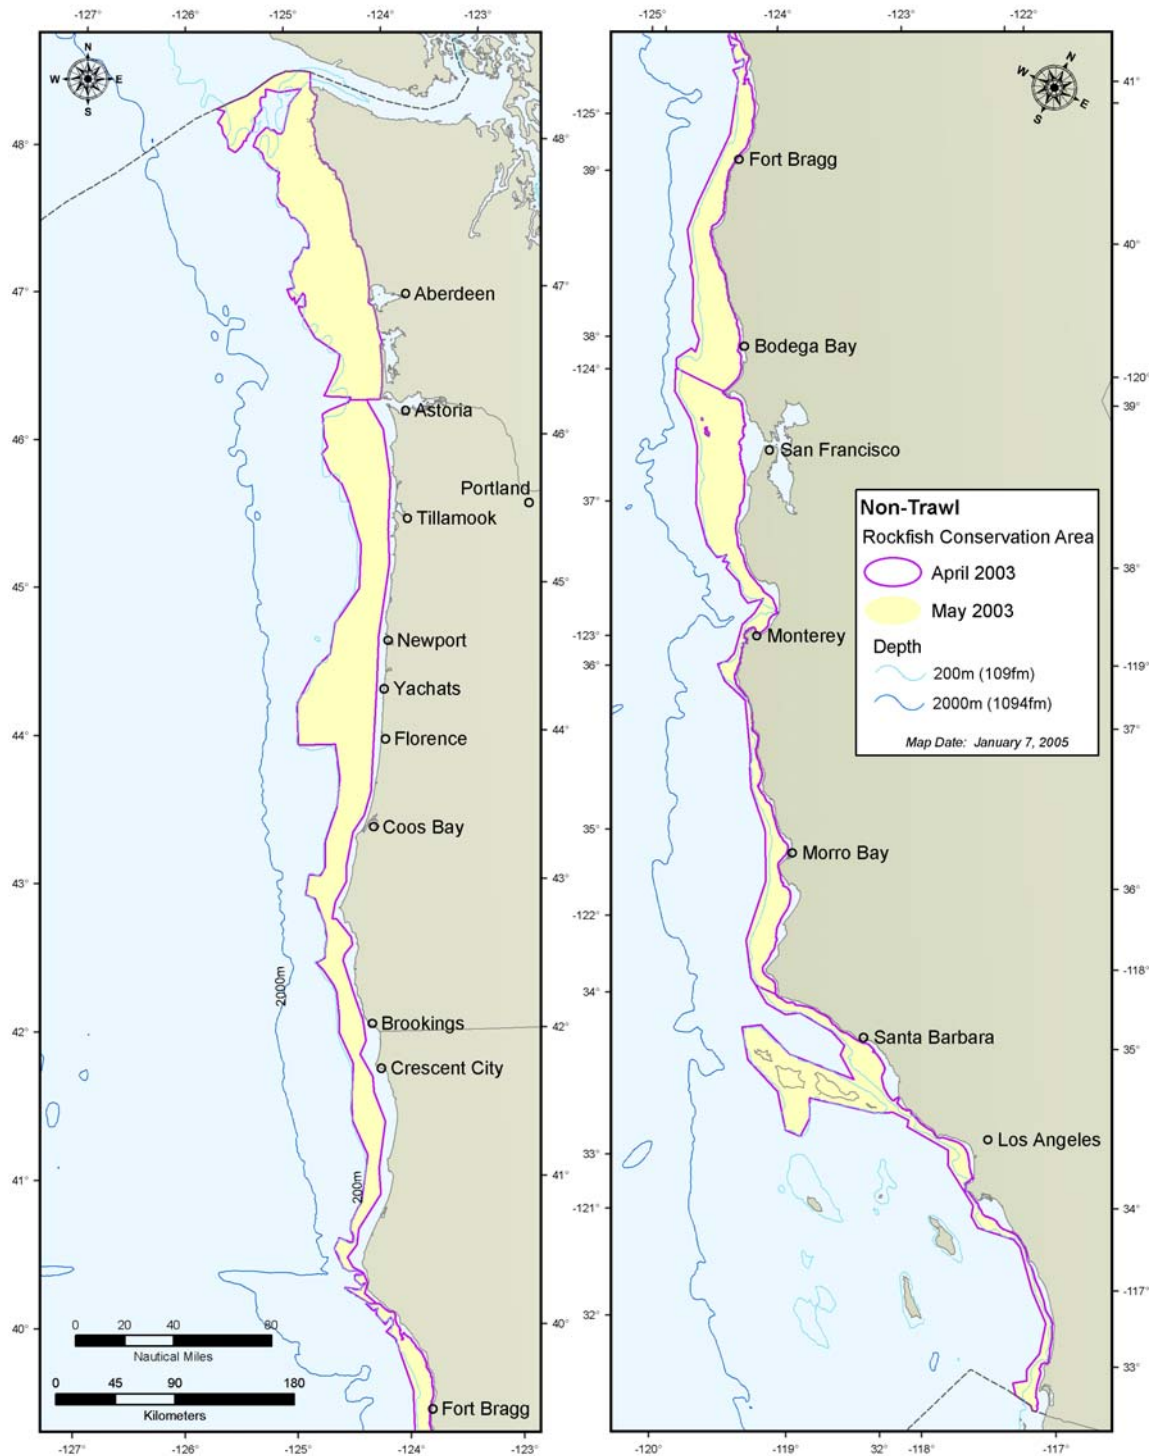 -127° -126° -125° -124° -123°
N
W E
S
48° 48°
47° 47°
Aberdeen
Astoria
46° 46°
Portland
Tillamook
45° 45°
Newport
Yachats
44° 44°
Florence
Coos Bay
43° 43°
2000m
42° 42°
Brookings
Crescent City
41° 41°
200m
40° 40°
0 20 40 80
Nautical Miles
0 45 90 180
Kilometers
Fort Bragg
-127° -126° -125° -124° -123°
-125° -124° -123° -122°
N
W
E
S
41°
-125°
39°
Fort Bragg
40°
38°
Bodega Bay
-124°
-120°
39°
San Francisco
37°
Non-Trawl
Rockfish Conservation Area
April 2003
May 2003
Depth
200m (109fm)
2000m (1094fm)
Map Date: January 7, 2005
38°
-123°
Monterey
36°
-119°
37°
35°
Morro Bay
36°
-122°
-118°
34°
Santa Barbara
35°
Los Angeles
33°
-121°
34°
-117°
32°
33°
-120° -119° 32° -118° -117°